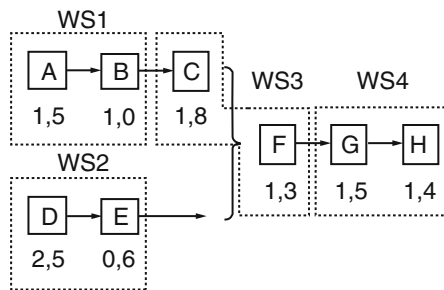 WS1
A B C
WS3 WS4
1,5 1,0 1,8
F G H
WS2
1,3 1,5 1,4
D E
2,5 0,6